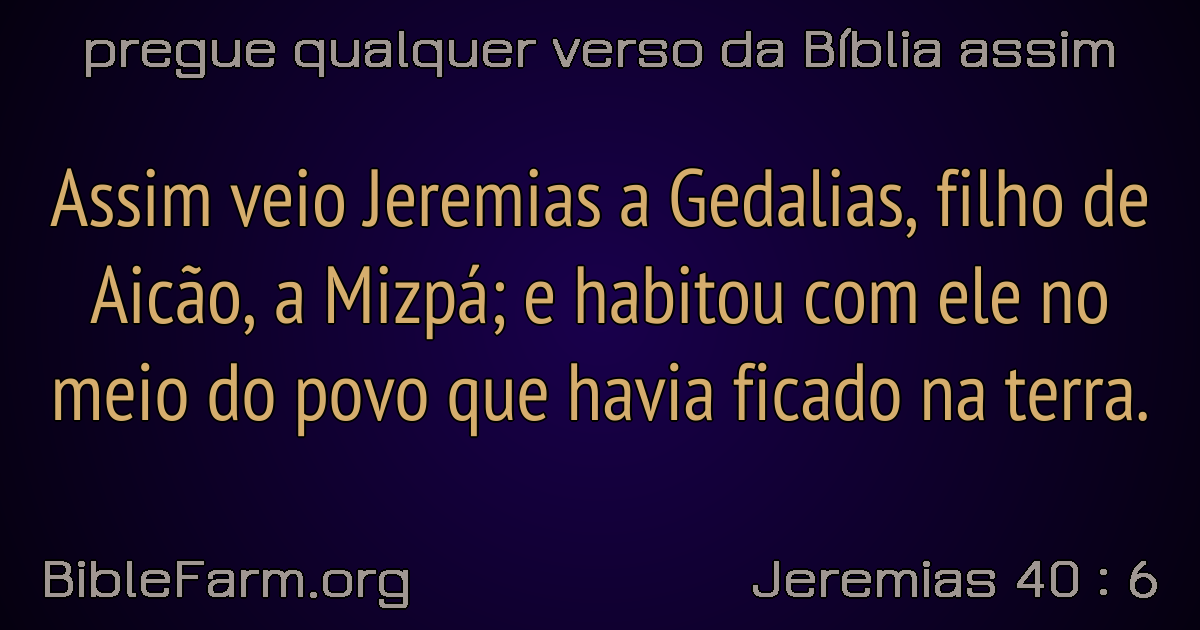 pregue qualquer verso da Bíblia assim
Assim veio Jeremias a Gedalias, filho de
Aicão, a Mizpá; e habitou com ele no
meio do povo que havia ficado na terra.
BibleFarm.org
Jeremias 40 : 6